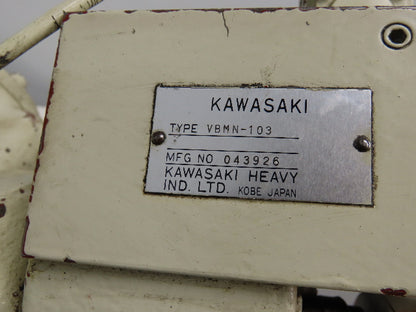 KAWASAKI
TYPE VBMN-103
MFG NO 043926
KAWASAKI HEAVY
IND. LTD. KOBE JAPAN